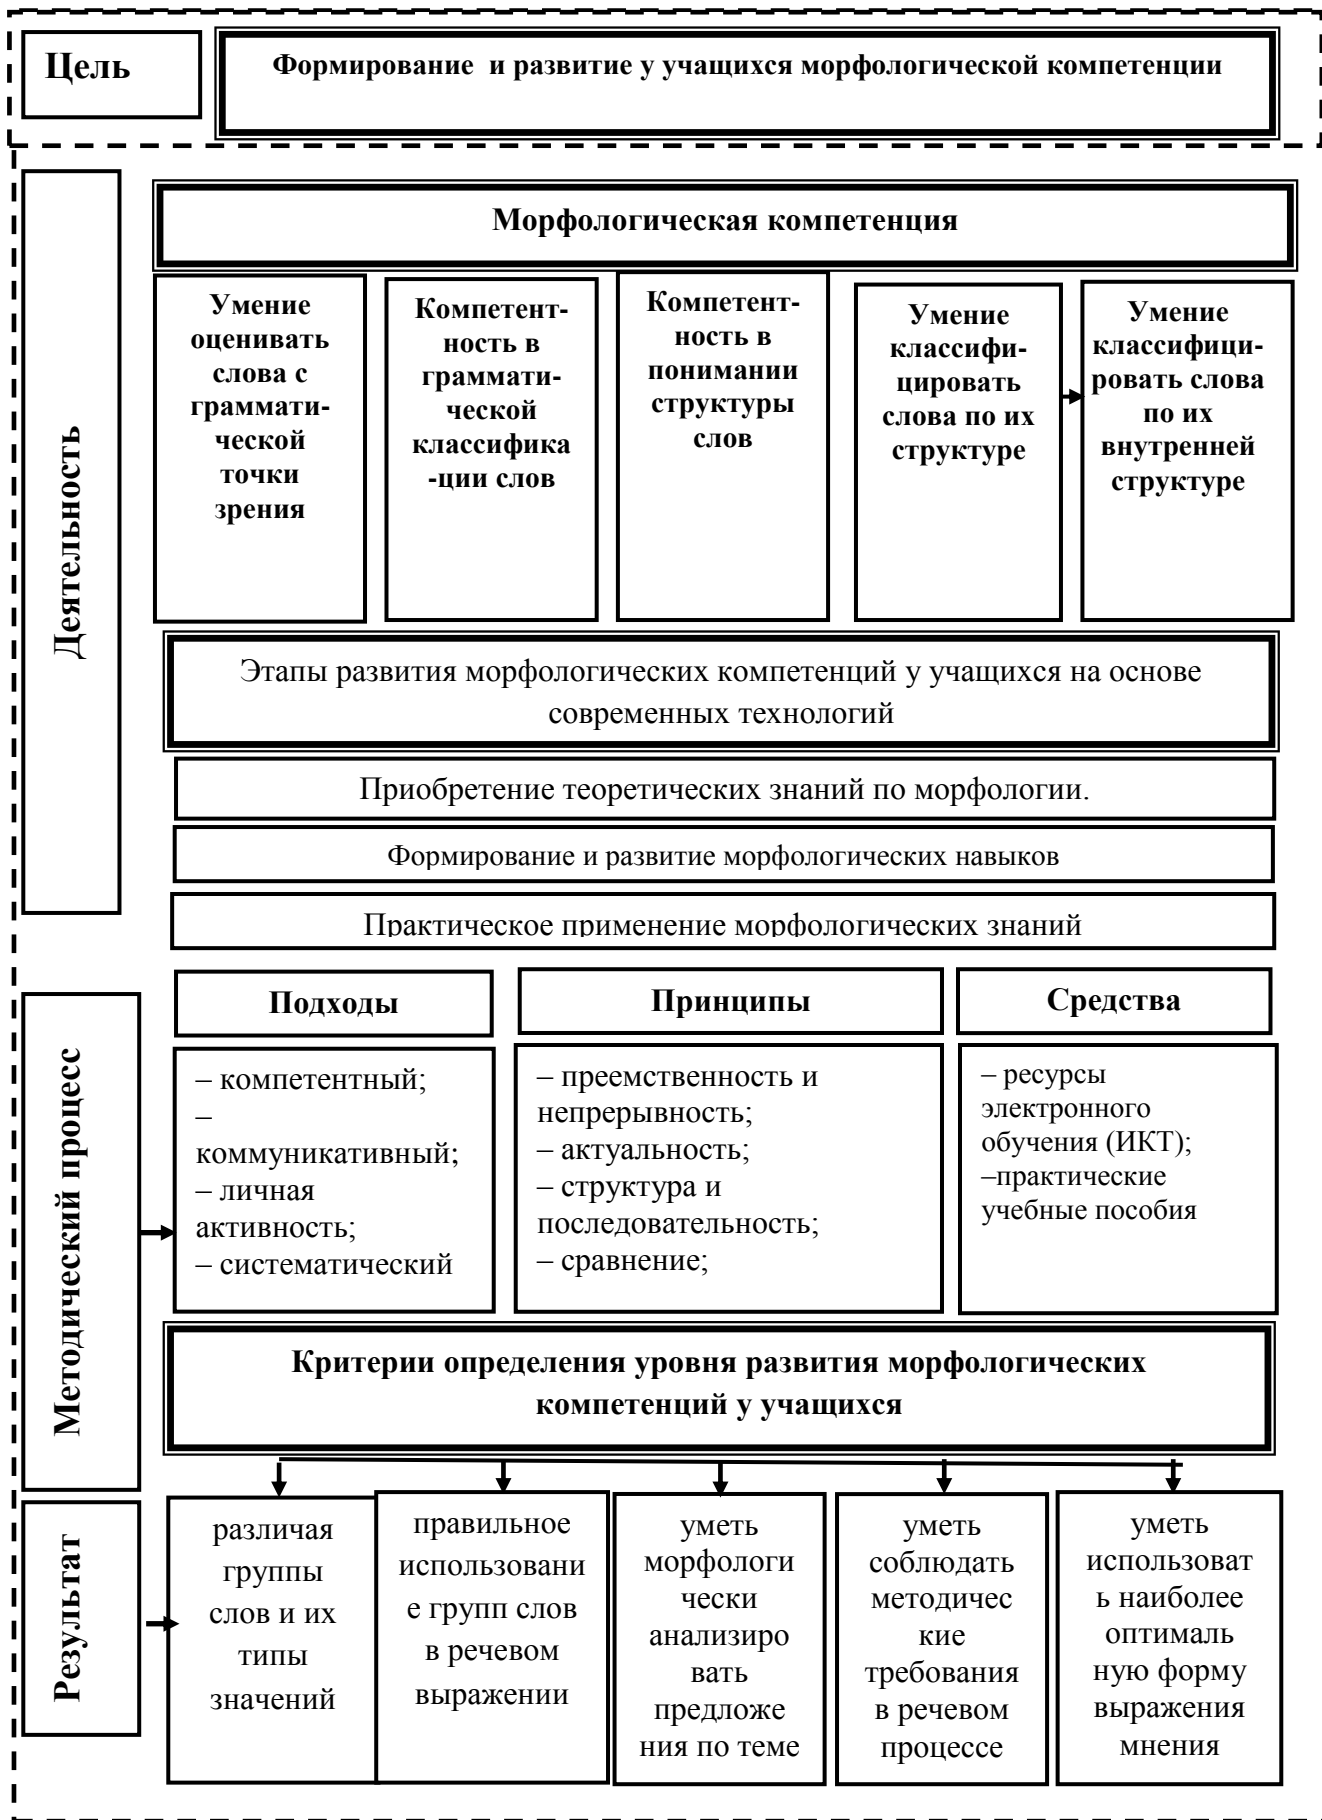 Цель
Формирование и развитие у учащихся морфологической компетенции
Деятельность
Морфологическая компетенция
Умение
оценивать
слова с
граммати-
ческой
точки
зрения
Компетент-
ность в
граммати-
ческой
классифика
-ции слов
Компетент-
ность в
понимании
структуры
слов
Умение
классифи-
цировать
слова по их
структуре
Умение
классифици-
ровать слова
по их
внутренней
структуре
Этапы развития морфологических компетенций у учащихся на основе
современных технологий
Приобретение теоретических знаний по морфологии.
Формирование и развитие морфологических навыков
Практическое применение морфологических знаний
Методический процесс
Подходы
– компетентный;
–
коммуникативный;
– личная
активность;
– систематический
Принципы
– преемственность и
непрерывность;
– актуальность;
– структура и
последовательность;
– сравнение;
Средства
– ресурсы
электронного
обучения (ИКТ);
–практические
учебные пособия
Критерии определения уровня развития морфологических
компетенций у учащихся
Результат
различая
группы
слов и их
типы
значений
правильное
использовани
е групп слов
в речевом
выражении
уметь
морфологи
чески
анализиро
вать
предложе
ния по теме
уметь
соблюдать
методичес
кие
требования
в речевом
процессе
уметь
использоват
ь наиболее
оптималь
ную форму
выражения
мнения